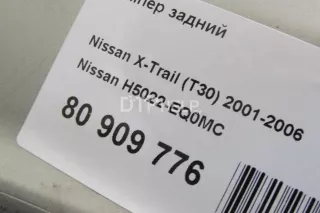 мпер задний
Nissan X-Trail (T30) 2001-2006
Nissan H5022-EQ0MC
80 909 776